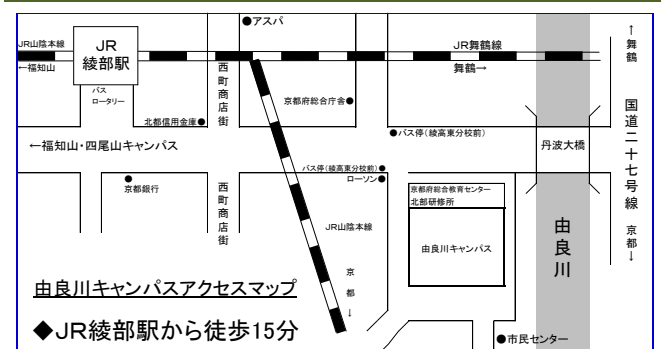 ●アスパ
JR山陰本線
JR
綾部駅
JR舞鶴線
←福知山
舞鶴→
↑舞鶴
国道二十七号線
京都↓
バス
ロータリー
西町商店街
京都府総合庁舎●
北都信用金庫●
●バス停(綾高東分校前)
←福知山・四尾山キャンパス
丹波大橋
バス停(綾高東分校前)●
ローソン●
●
京都銀行
西町商店街
京都府総合教育センター
北部研修所
JR山陰本線
由良川キャンパス
由良川
京都↓
由良川キャンパスアクセスマップ
◆JR綾部駅から徒歩15分
●市民センター